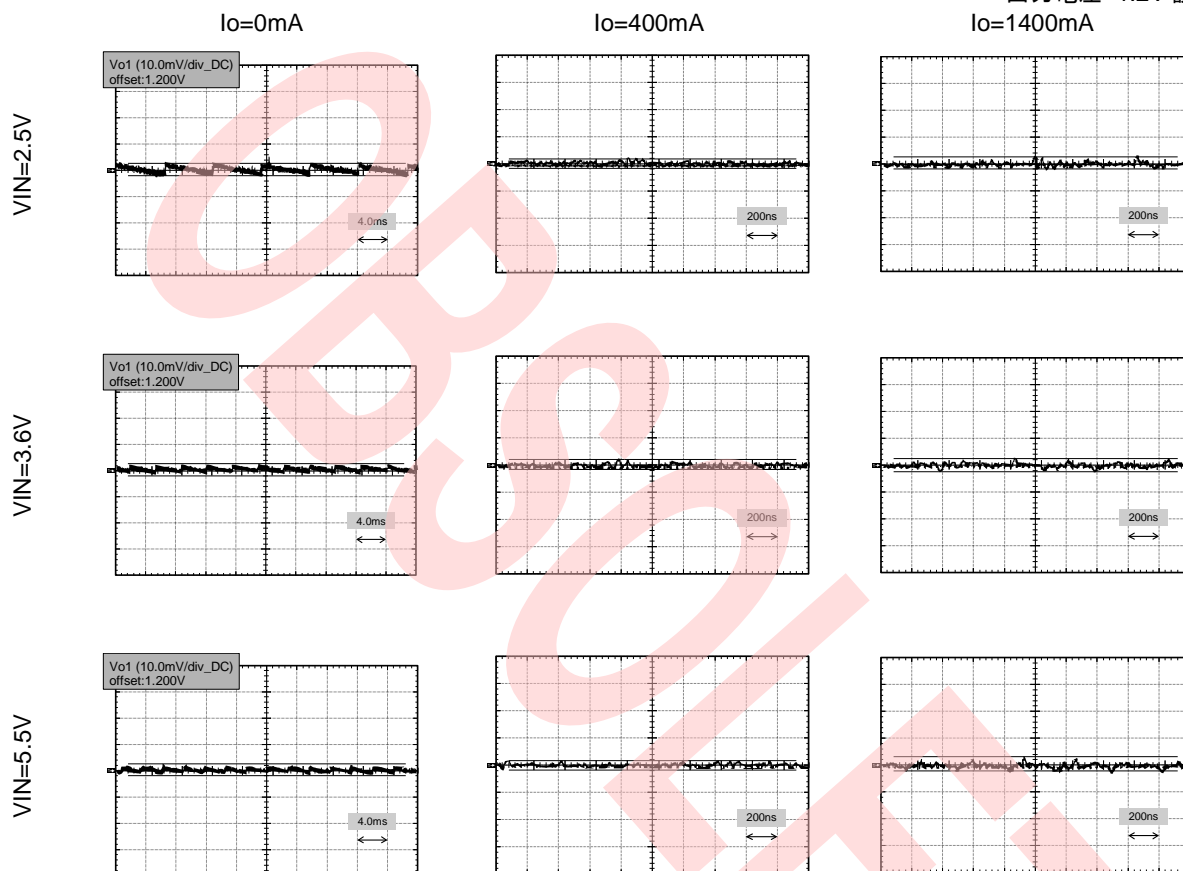 Io=0mA
Io=400mA
Io=1400mA
VIN=2.5V
Vo1 (10.0mV/div_DC)
offset:1.200V
4.0ms
200ns
200ns
VIN=3.6V
Vo1 (10.0mV/div_DC)
offset:1.200V
4.0ms
200ns
200ns
VIN=5.5V
Vo1 (10.0mV/div_DC)
offset:1.200V
4.0ms
200ns
200ns